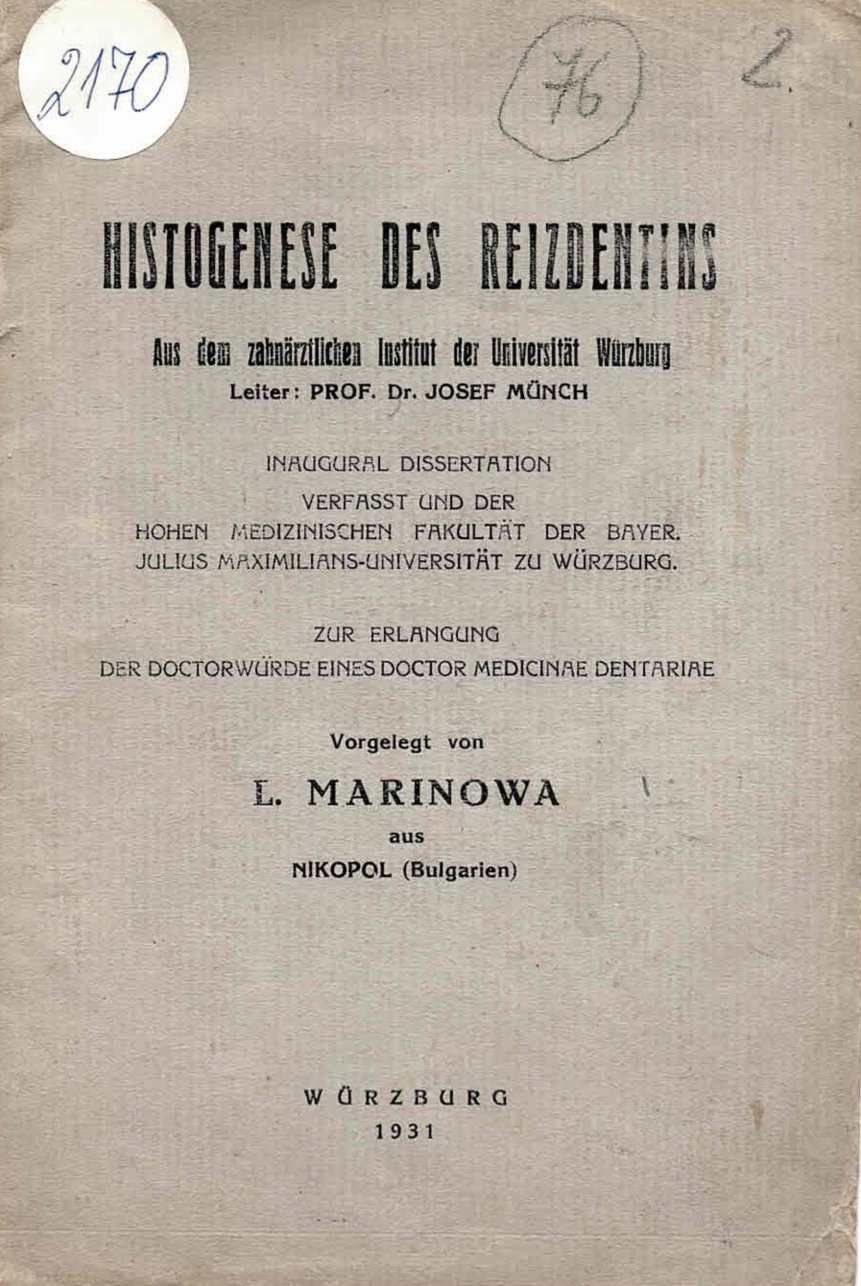 2170
76
2.
HISTOGENESE DES REIZDENTINS
Aus dem zahnärztlichen Institut der Universität Würzburg
Leiter: PROF. Dr. JOSEF MÜNCH
INAUGURAL DISSERTATION
VERFASST UND DER
HOHEN MEDIZINISCHEN FAKULTÄT DER BAYER.
JULIUS MAXIMILIANS-UNIVERSITÄT ZU WÜRZBURG.
ZUR ERLANGUNG
DER DOCTORWÜRDE EINES DOCTOR MEDICINAE DENTARIAE
Vorgelegt von
L. MARINOWA
aus
NIKOPOL (Bulgarien)
WÜRZBURG
1931